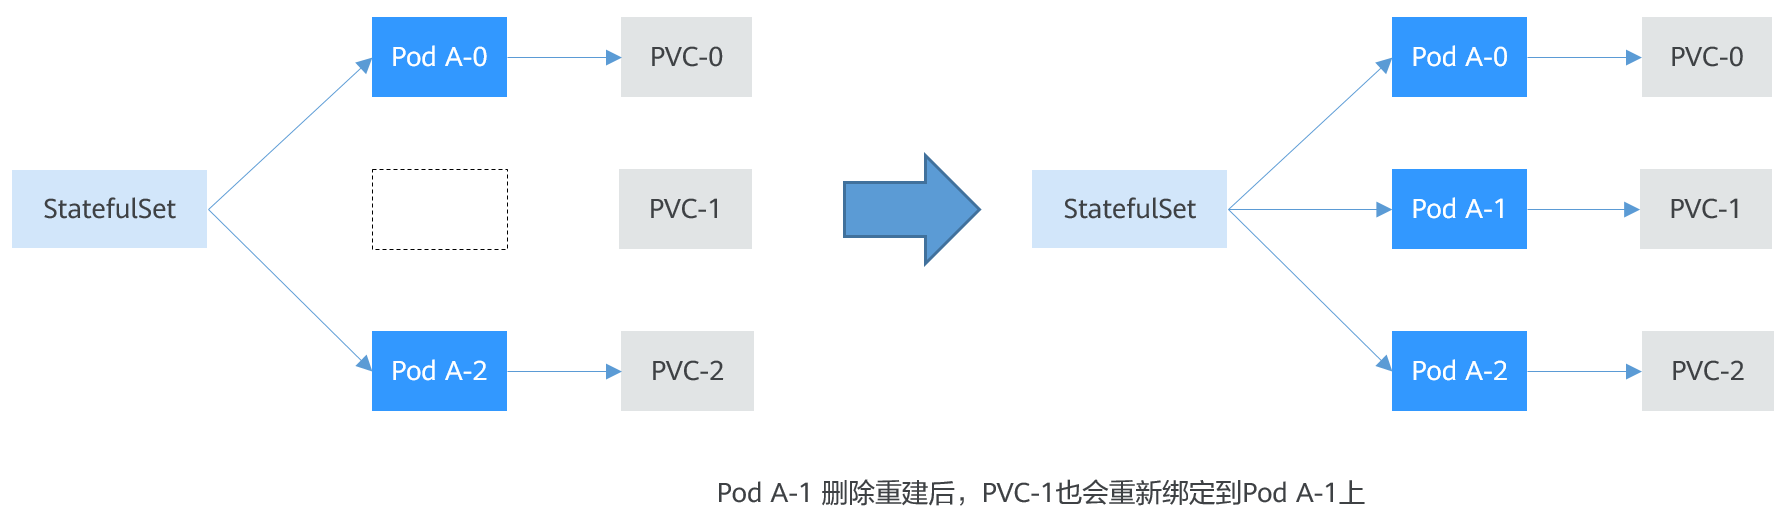 Pod A-0
PVC-0
StatefulSet
PVC-1
Pod A-2
PVC-2
Pod A-0
PVC-0
StatefulSet
Pod A-1
PVC-1
Pod A-2
PVC-2
Pod A-1 删除重建后，PVC-1也会重新绑定到Pod A-1上